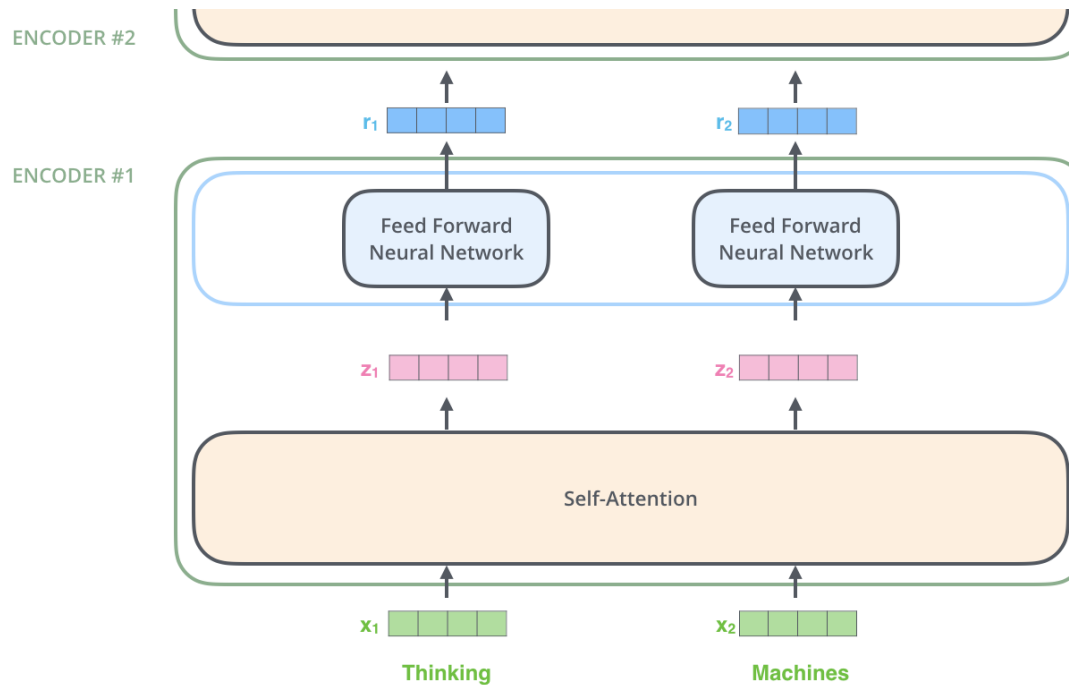 ENCODER #2
r₁
r₂
ENCODER #1
Feed Forward
Neural Network
Feed Forward
Neural Network
z₁
z₂
Self-Attention
x₁
x₂
Thinking
Machines